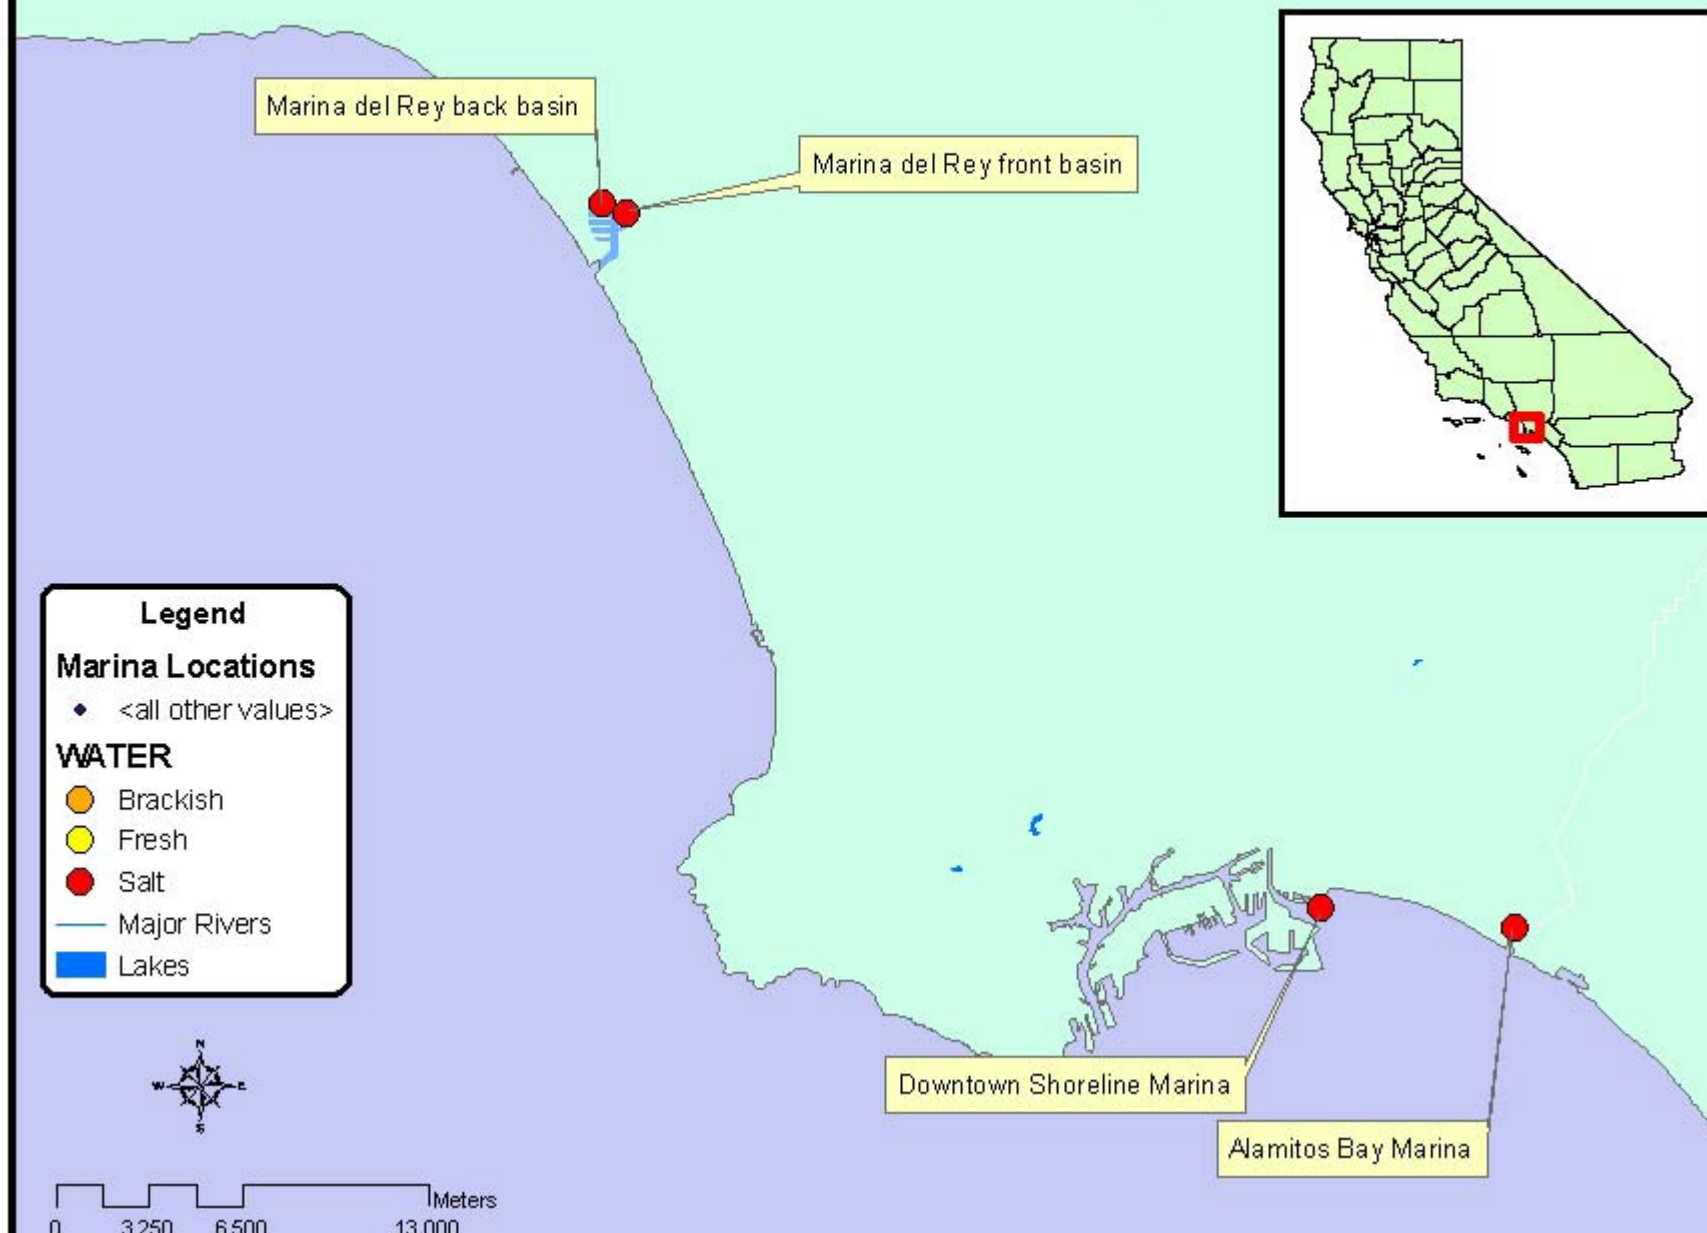 Marina del Rey back basin
Marina del Rey front basin
Legend
Marina Locations
<all other values>
WATER
Brackish
Fresh
Salt
Major Rivers
Lakes
N
W E
S
Downtown Shoreline Marina
Alamitos Bay Marina
Meters
0 3,250 6,500 13,000